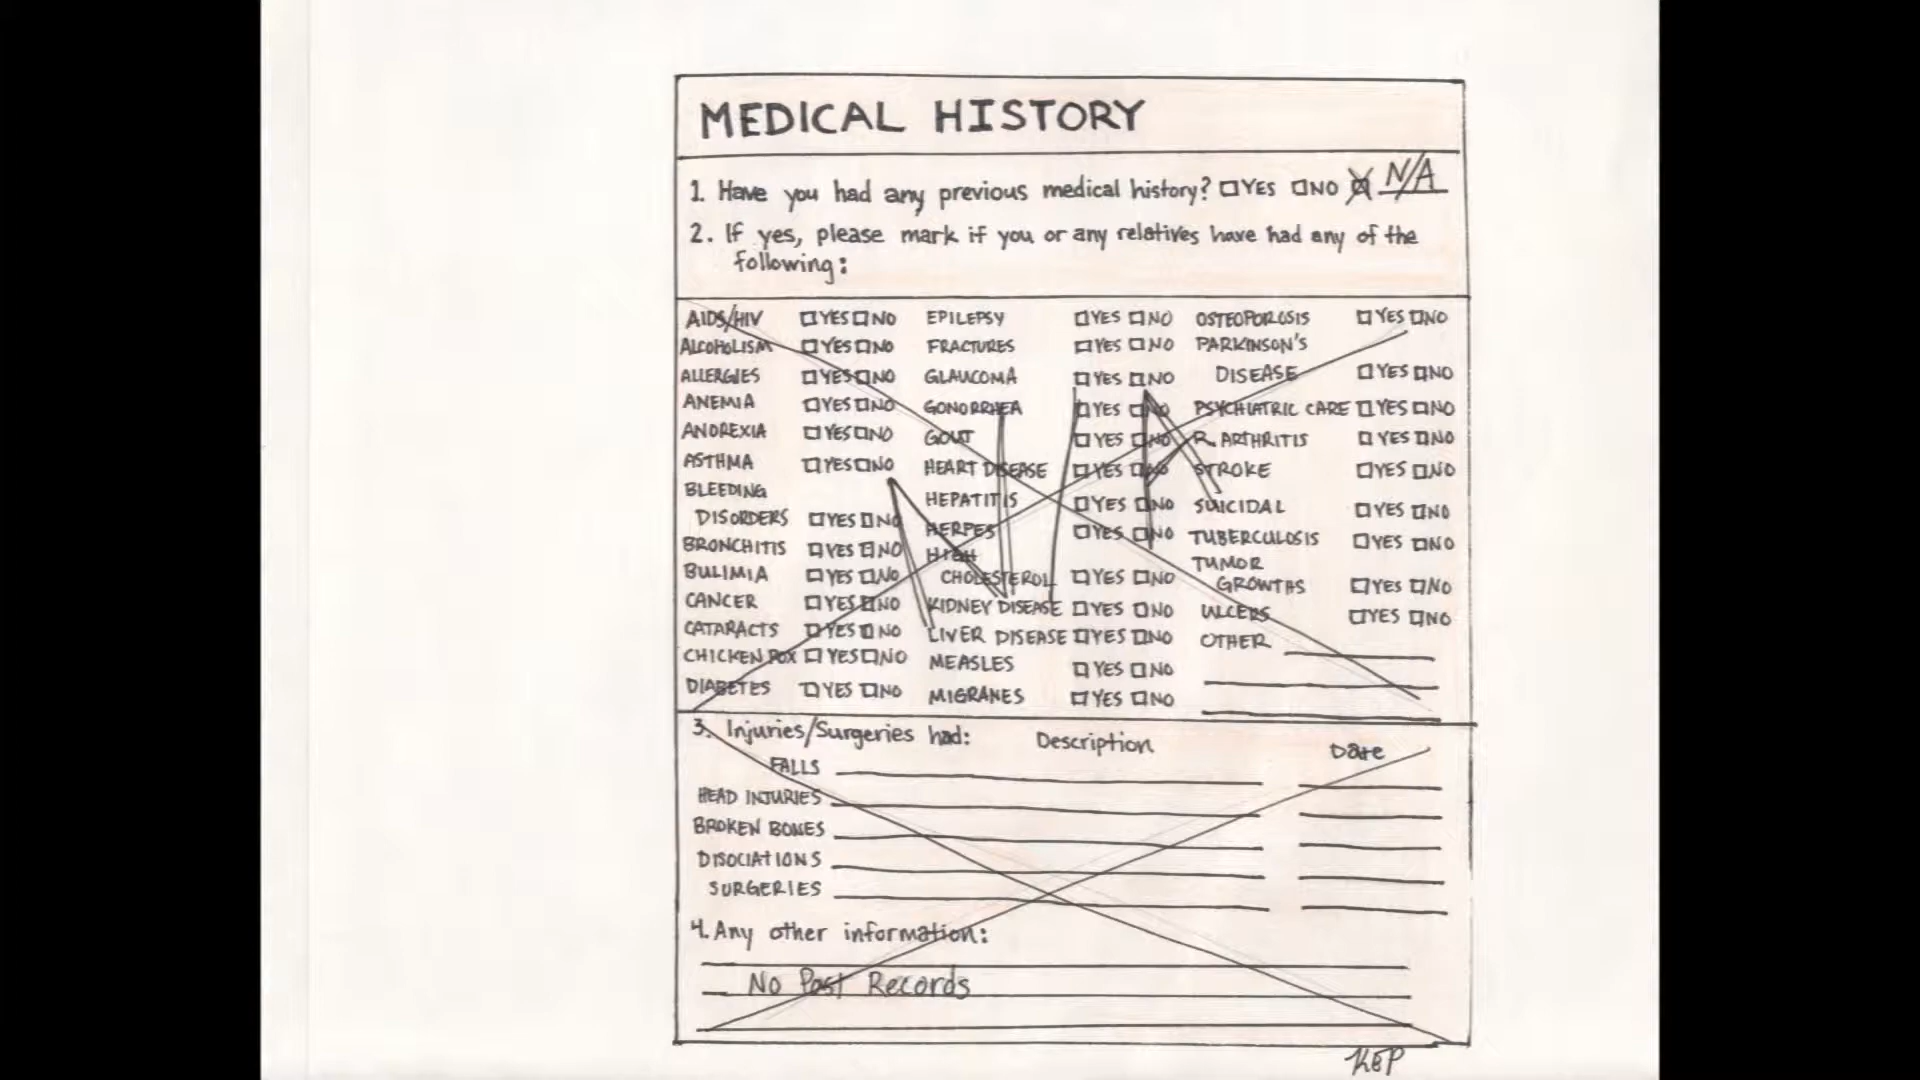 MEDICAL HISTORY
1. Have you had any previous medical history? YES NO N/A
2. If yes, please mark if you or any relatives have had any of the
following:
AIDS/HIV YES NO
ALCOHOLISM YES NO
ALLERGIES YES NO
ANEMIA YES NO
ANOREXIA YES NO
ASTHMA YES NO
BLEEDING
DISORDERS YES NO
BRONCHITIS YES NO
BULIMIA YES NO
CANCER YES NO
CATARACTS YES NO
CHICKEN POX YES NO
DIABETES YES NO
EPILEPSY YES NO
FRACTURES YES NO
GLAUCOMA YES NO
GONORRHEA YES NO
GOUT YES NO
HEART DISEASE YES NO
HEPATITIS YES NO
HERPES YES NO
HIGH
CHOLESTEROL YES NO
KIDNEY DISEASE YES NO
LIVER DISEASE YES NO
MEASLES YES NO
MIGRANES YES NO
OSTEOPOROSIS YES NO
PARKINSON'S
DISEASE YES NO
PSYCHIATRIC CARE YES NO
R. ARTHRITIS YES NO
STROKE YES NO
SUICIDAL YES NO
TUBERCULOSIS YES NO
TUMOR
GROWTHS YES NO
ULCERS YES NO
OTHER
3. Injuries/Surgeries had: Description Date
FALLS
HEAD INJURIES
BROKEN BONES
DISOCIATIONS
SURGERIES
4. Any other information:
No Past Records